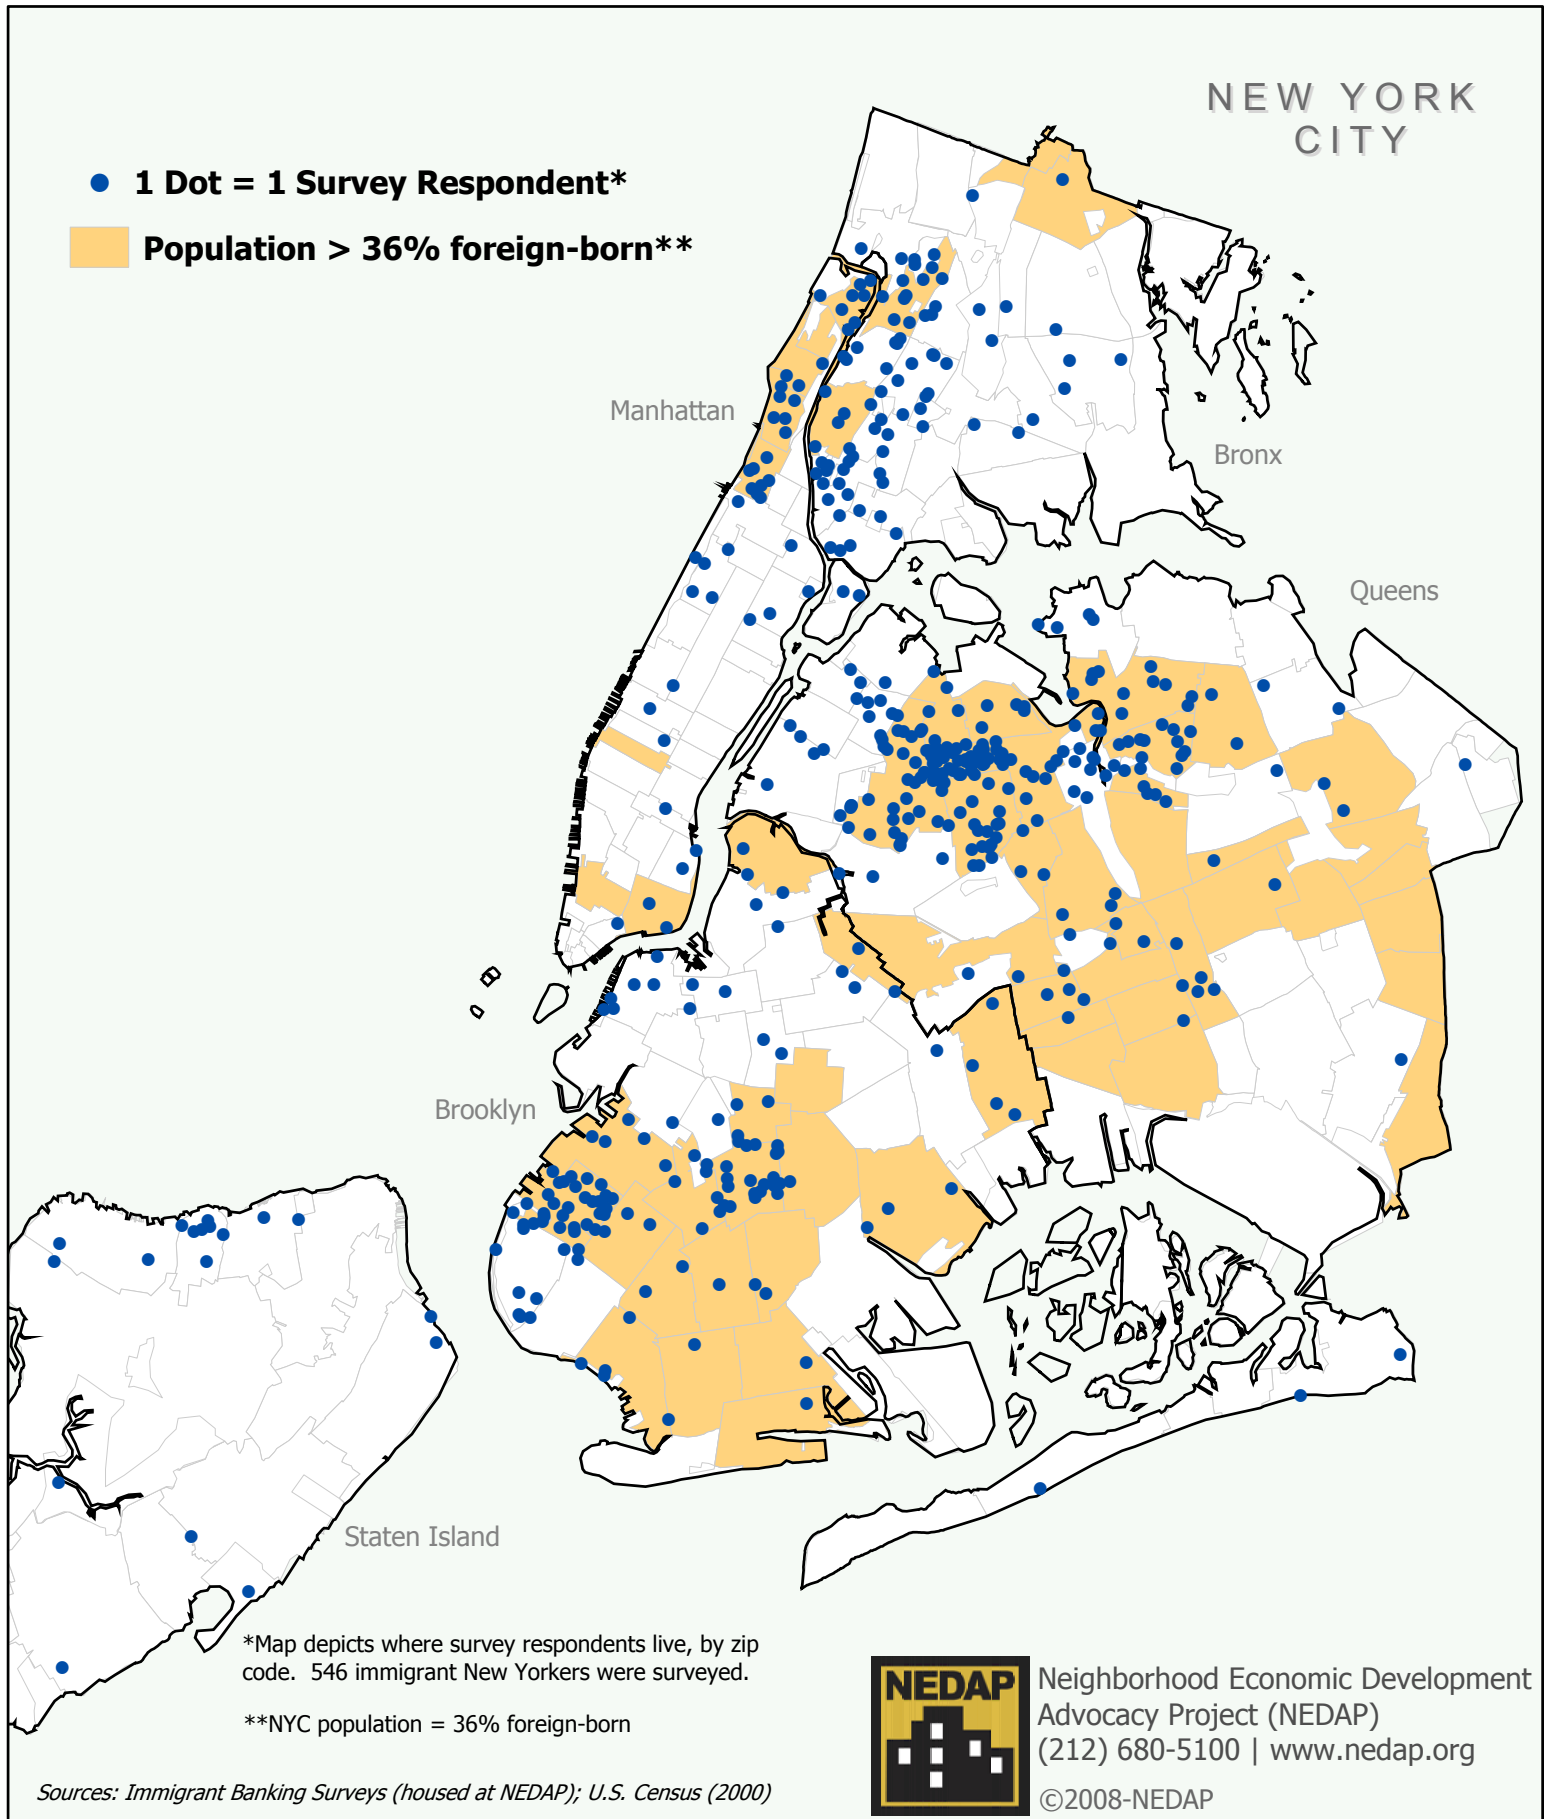 NEW YORK
CITY
1 Dot = 1 Survey Respondent*
Population > 36% foreign-born**
Manhattan
Bronx
Queens
Brooklyn
Staten Island
*Map depicts where survey respondents live, by zip
code.  546 immigrant New Yorkers were surveyed.
**NYC population = 36% foreign-born
Sources: Immigrant Banking Surveys (housed at NEDAP); U.S. Census (2000)
NEDAP
Neighborhood Economic Development
Advocacy Project (NEDAP)
(212) 680-5100 | www.nedap.org
©2008-NEDAP